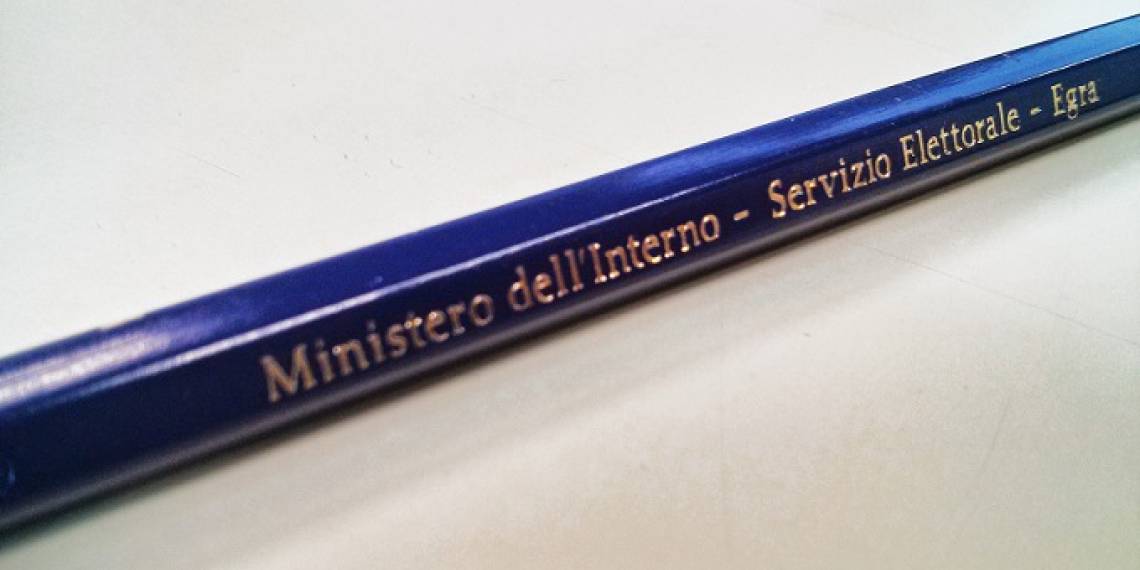 Ministero dell'Interno - Servizio Elettorale - Egra